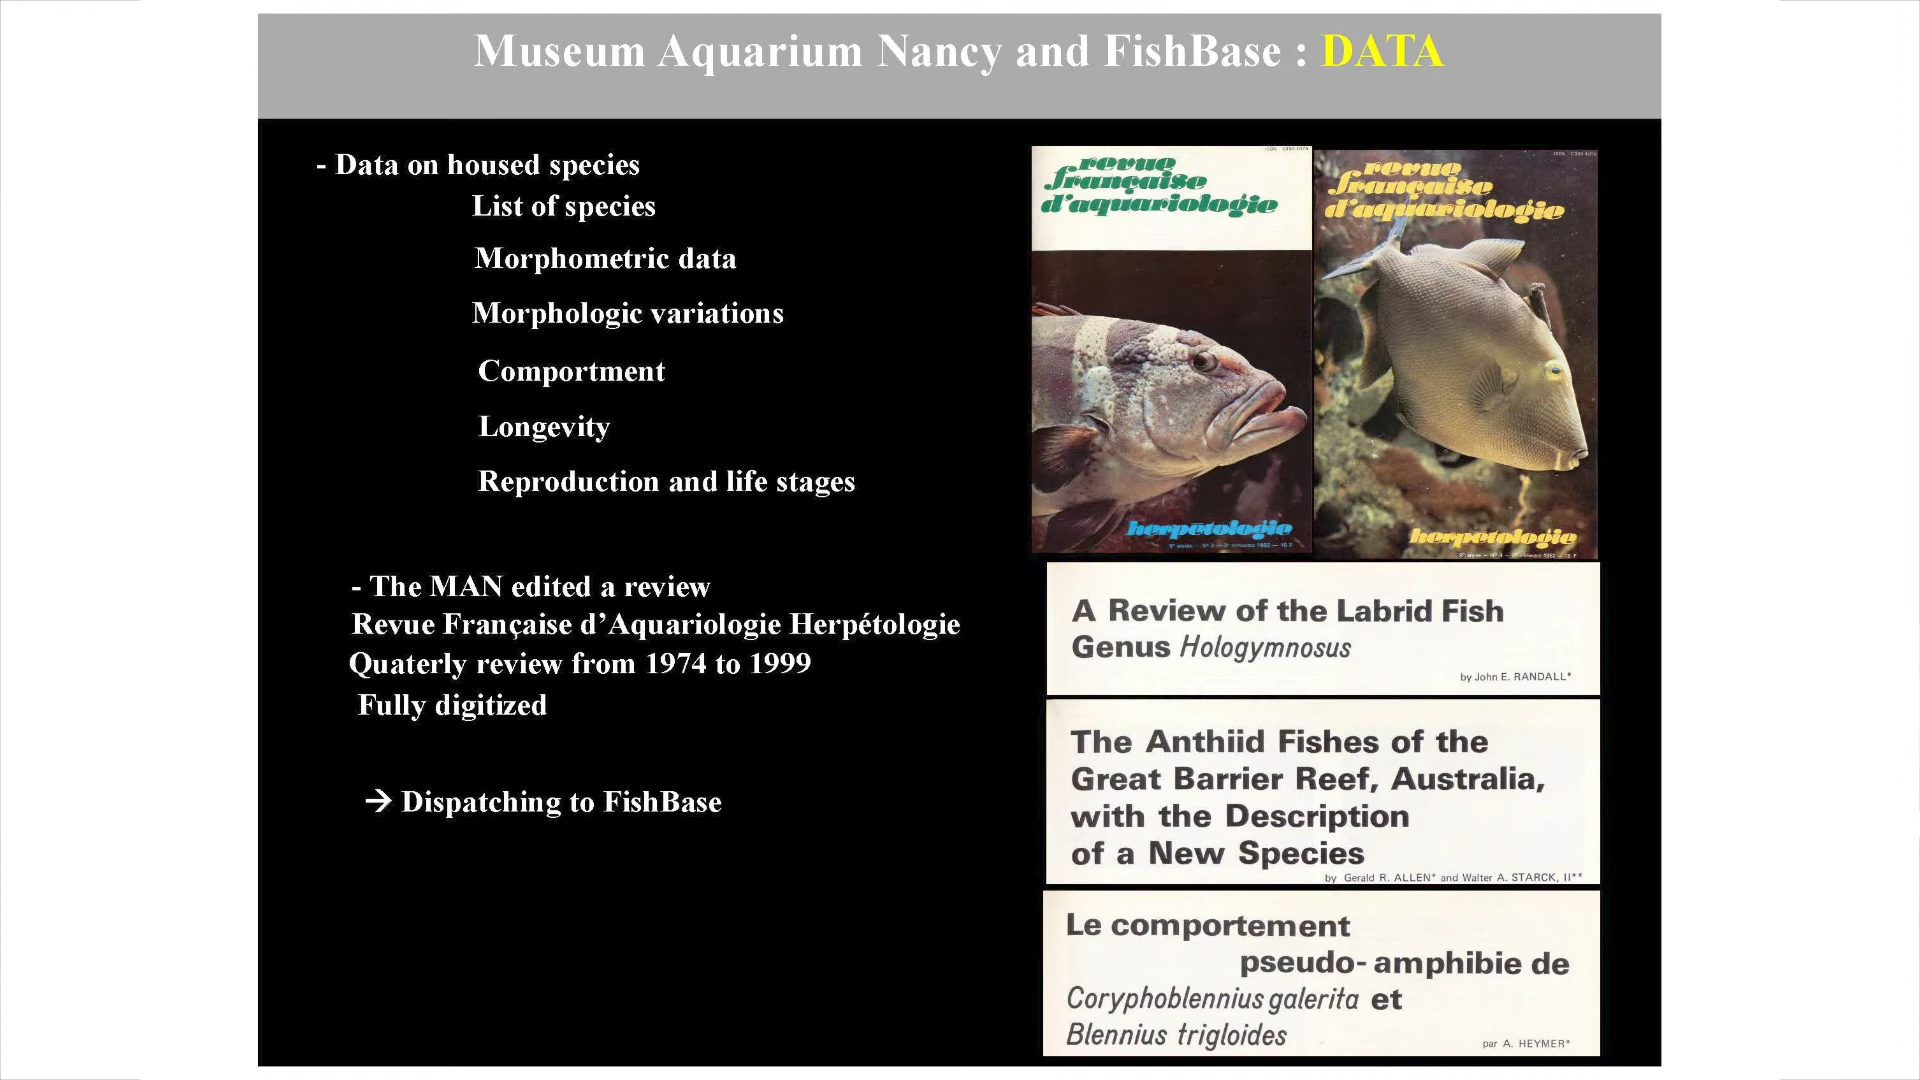 Museum Aquarium Nancy and FishBase : DATA
- Data on housed species
List of species
Morphometric data
Morphologic variations
Comportment
Longevity
Reproduction and life stages
- The MAN edited a review
Revue Française d’Aquariologie Herpétologie
Quaterly review from 1974 to 1999
Fully digitized
→ Dispatching to FishBase
revue
française
d'aquariologie
herpétologie
revue
française
d'aquariologie
herpétologie
A Review of the Labrid Fish
Genus Hologymnosus
by John E. RANDALL*
The Anthiid Fishes of the
Great Barrier Reef, Australia,
with the Description
of a New Species
by Gerald R. ALLEN* and Walter A. STARCK, II**
Le comportement
pseudo- amphibie de
Coryphoblennius galerita et
Blennius trigloides
par A. HEYMER*